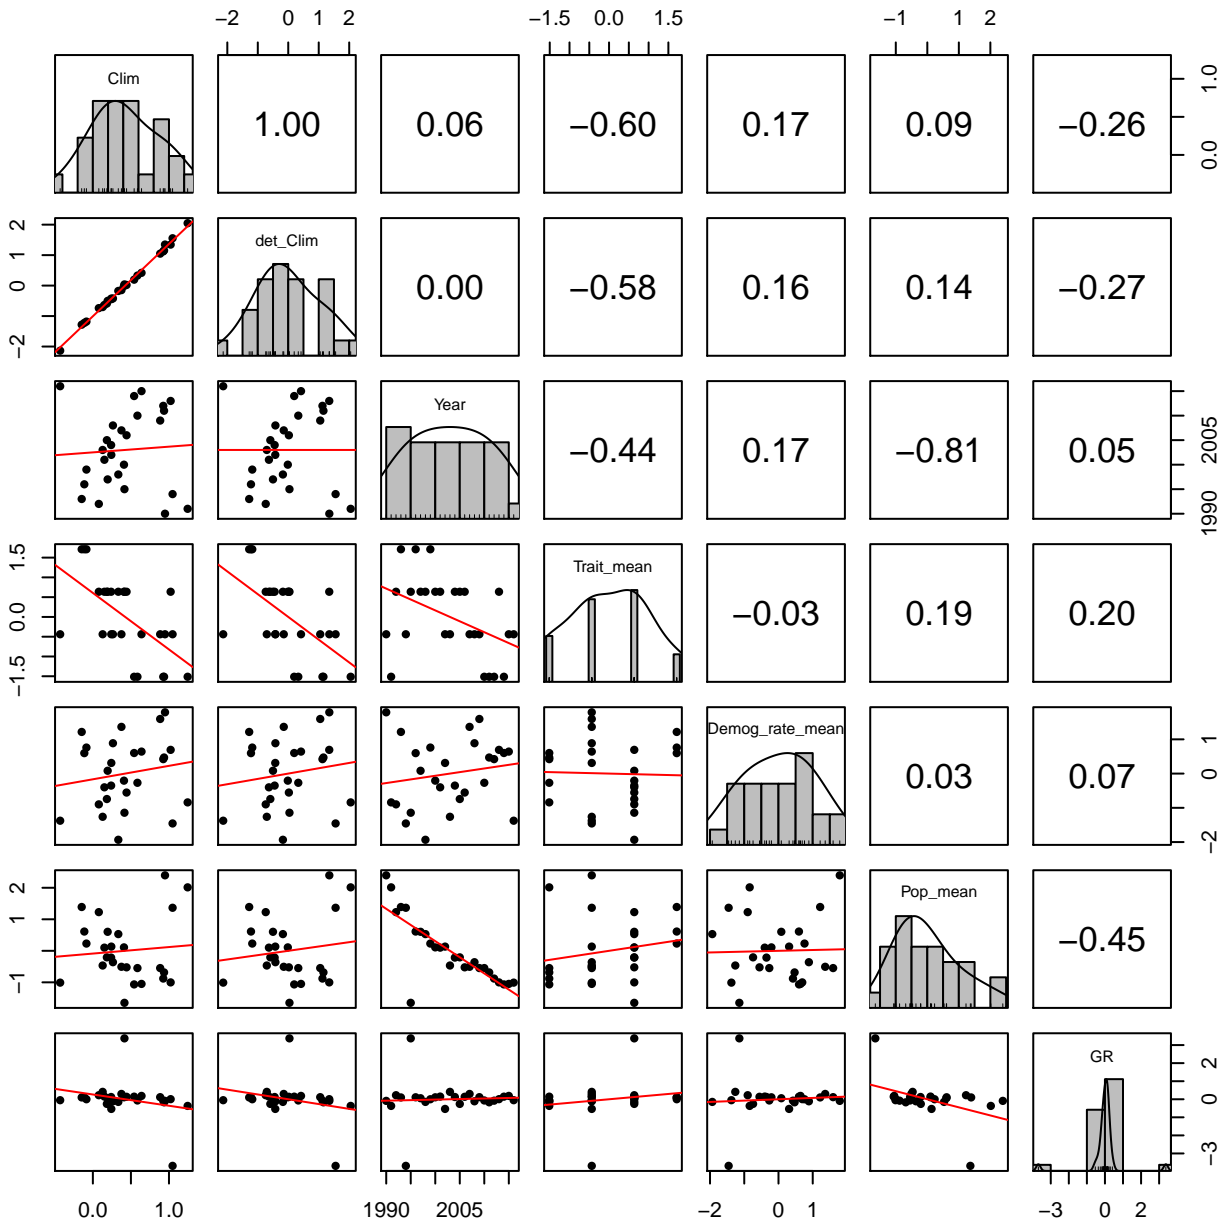 −2 0 1 2 −1.5 0.0 1.5 −1 1 2
Clim 1.00 0.06 −0.60 0.17 0.09 −0.26 0.0 1.0
−2 0 1 2 det_Clim 0.00 −0.58 0.16 0.14 −0.27
Year −0.44 0.17 −0.81 0.05 1990 2005
−1.5 0.0 1.5 Trait_mean −0.03 0.19 0.20
Demog_rate_mean 0.03 0.07 −2 0 1
−1 1 2 Pop_mean −0.45
GR −3 0 2
0.0 1.0 1990 2005 −2 0 1 −3 0 2